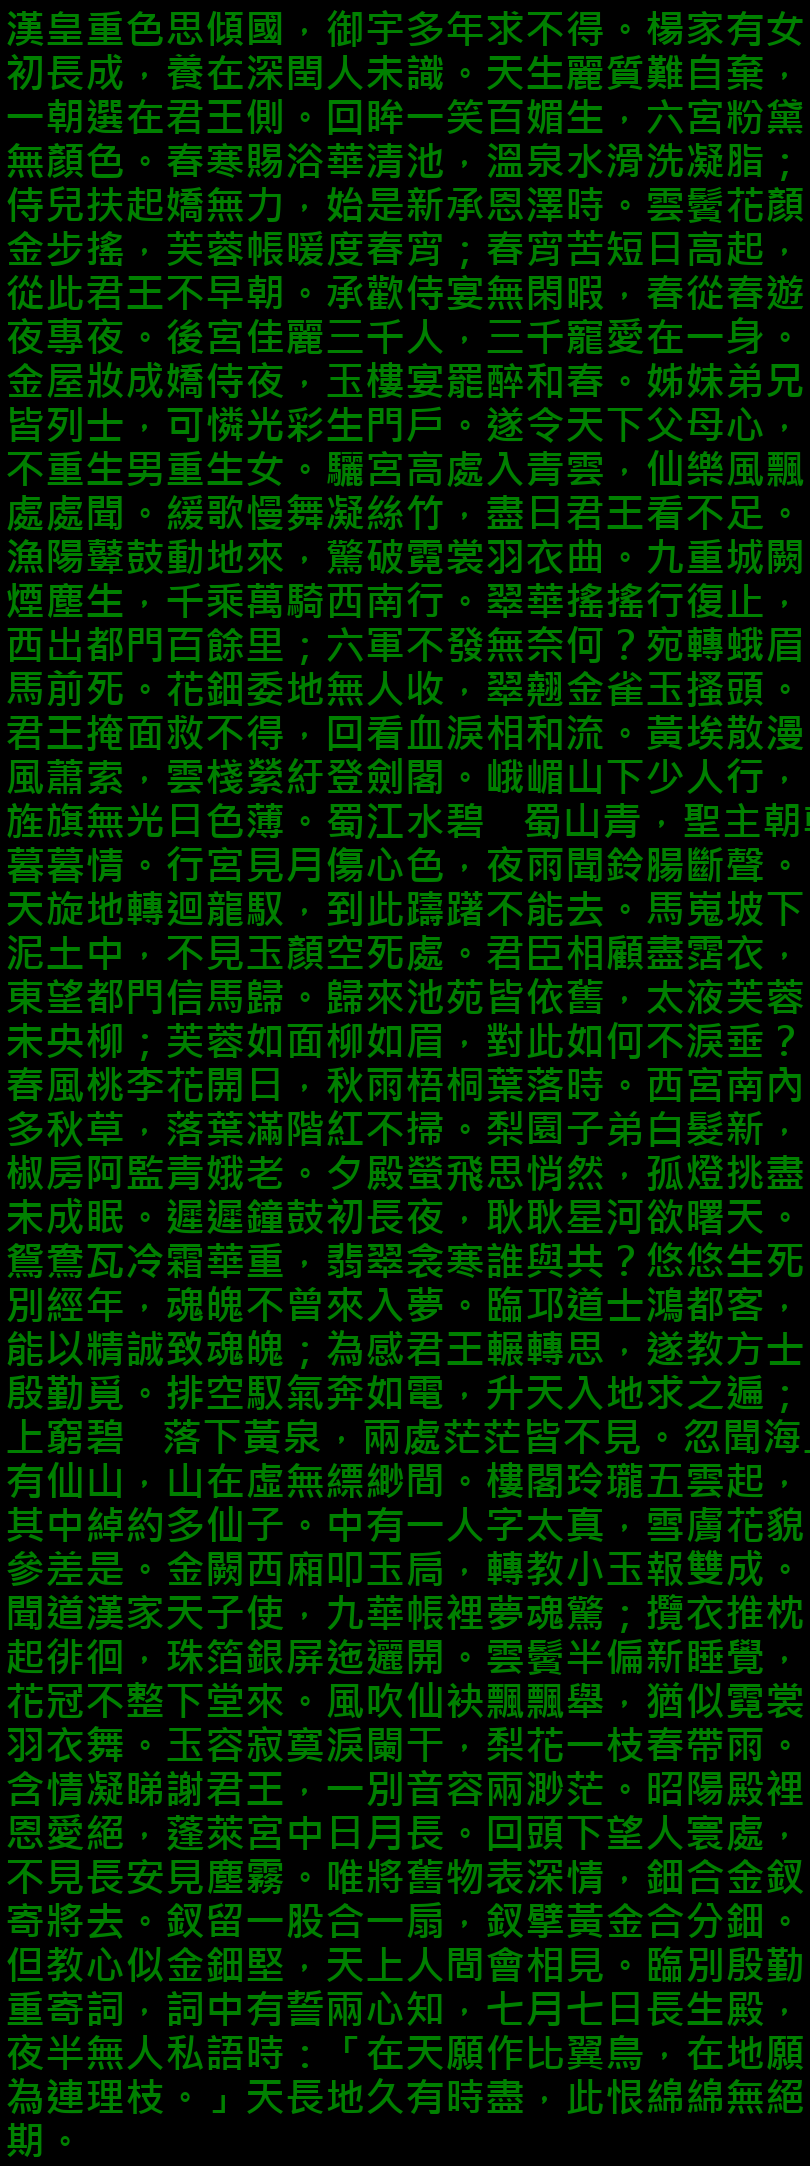 漢皇重色思傾國，御宇多年求不得。楊家有女
初長成，養在深閨人未識。天生麗質難自棄，
一朝選在君王側。回眸一笑百媚生，六宮粉黛
無顏色。春寒賜浴華清池，溫泉水滑洗凝脂；
侍兒扶起嬌無力，始是新承恩澤時。雲鬢花顏
金步搖，芙蓉帳暖度春宵；春宵苦短日高起，
從此君王不早朝。承歡侍宴無閑暇，春從春遊
夜專夜。後宮佳麗三千人，三千寵愛在一身。
金屋妝成嬌侍夜，玉樓宴罷醉和春。姊妹弟兄
皆列士，可憐光彩生門戶。遂令天下父母心，
不重生男重生女。驪宮高處入青雲，仙樂風飄
處處聞。緩歌慢舞凝絲竹，盡日君王看不足。
漁陽鼙鼓動地來，驚破霓裳羽衣曲。九重城闕
煙塵生，千乘萬騎西南行。翠華搖搖行復止，
西出都門百餘里；六軍不發無奈何？宛轉蛾眉
馬前死。花鈿委地無人收，翠翹金雀玉搔頭。
君王掩面救不得，回看血淚相和流。黃埃散漫
風蕭索，雲棧縈紆登劍閣。峨嵋山下少人行，
旌旗無光日色薄。蜀江水碧　蜀山青，聖主朝朝
暮暮情。行宮見月傷心色，夜雨聞鈴腸斷聲。
天旋地轉迴龍馭，到此躊躇不能去。馬嵬坡下
泥土中，不見玉顏空死處。君臣相顧盡霑衣，
東望都門信馬歸。歸來池苑皆依舊，太液芙蓉
未央柳；芙蓉如面柳如眉，對此如何不淚垂？
春風桃李花開日，秋雨梧桐葉落時。西宮南內
多秋草，落葉滿階紅不掃。梨園子弟白髮新，
椒房阿監青娥老。夕殿螢飛思悄然，孤燈挑盡
未成眠。遲遲鐘鼓初長夜，耿耿星河欲曙天。
鴛鴦瓦冷霜華重，翡翠衾寒誰與共？悠悠生死
別經年，魂魄不曾來入夢。臨邛道士鴻都客，
能以精誠致魂魄；為感君王輾轉思，遂教方士
殷勤覓。排空馭氣奔如電，升天入地求之遍；
上窮碧　落下黃泉，兩處茫茫皆不見。忽聞海上
有仙山，山在虛無縹緲間。樓閣玲瓏五雲起，
其中綽約多仙子。中有一人字太真，雪膚花貌
參差是。金闕西廂叩玉扃，轉教小玉報雙成。
聞道漢家天子使，九華帳裡夢魂驚；攬衣推枕
起徘徊，珠箔銀屏迤邐開。雲鬢半偏新睡覺，
花冠不整下堂來。風吹仙袂飄飄舉，猶似霓裳
羽衣舞。玉容寂寞淚闌干，梨花一枝春帶雨。
含情凝睇謝君王，一別音容兩渺茫。昭陽殿裡
恩愛絕，蓬萊宮中日月長。回頭下望人寰處，
不見長安見塵霧。唯將舊物表深情，鈿合金釵
寄將去。釵留一股合一扇，釵擘黃金合分鈿。
但教心似金鈿堅，天上人間會相見。臨別殷勤
重寄詞，詞中有誓兩心知，七月七日長生殿，
夜半無人私語時：「在天願作比翼鳥，在地願
為連理枝。」天長地久有時盡，此恨綿綿無絕
期。